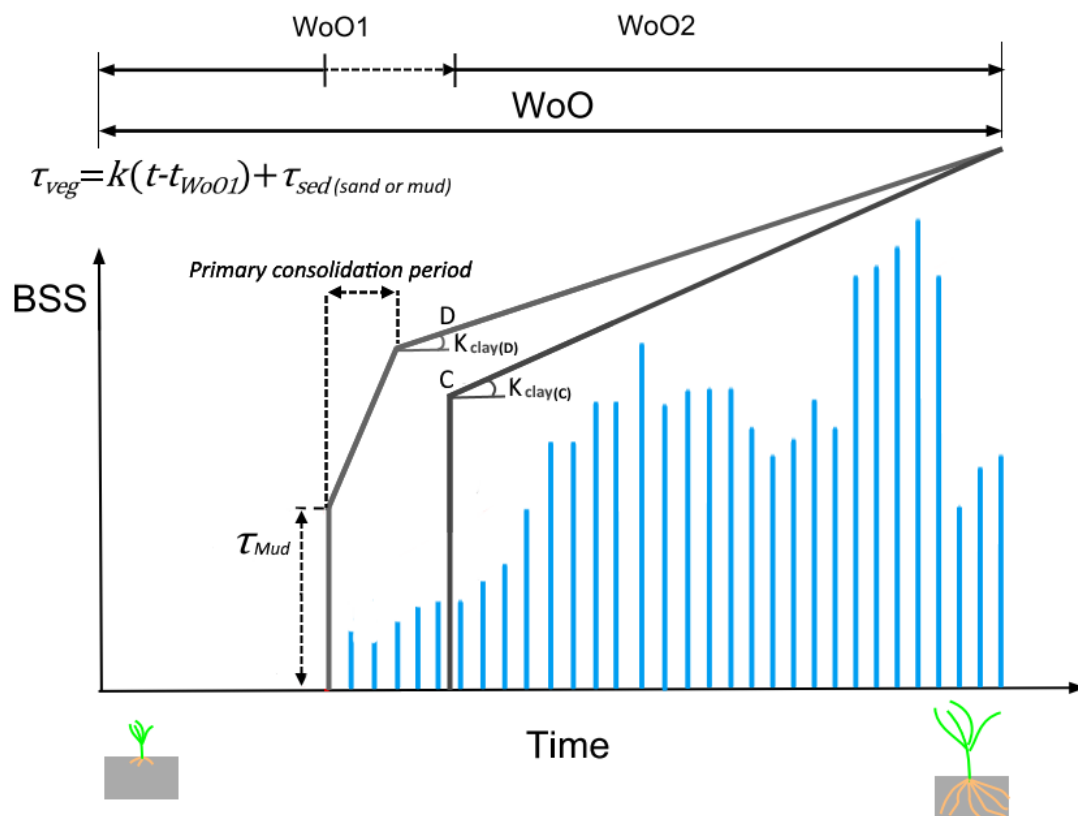 WoO1 WoO2
WoO
τveg=k(t-tWoO1)+τsed (sand or mud)
Primary consolidation period
BSS
D
Kclay(D)
C
Kclay(C)
τMud
Time